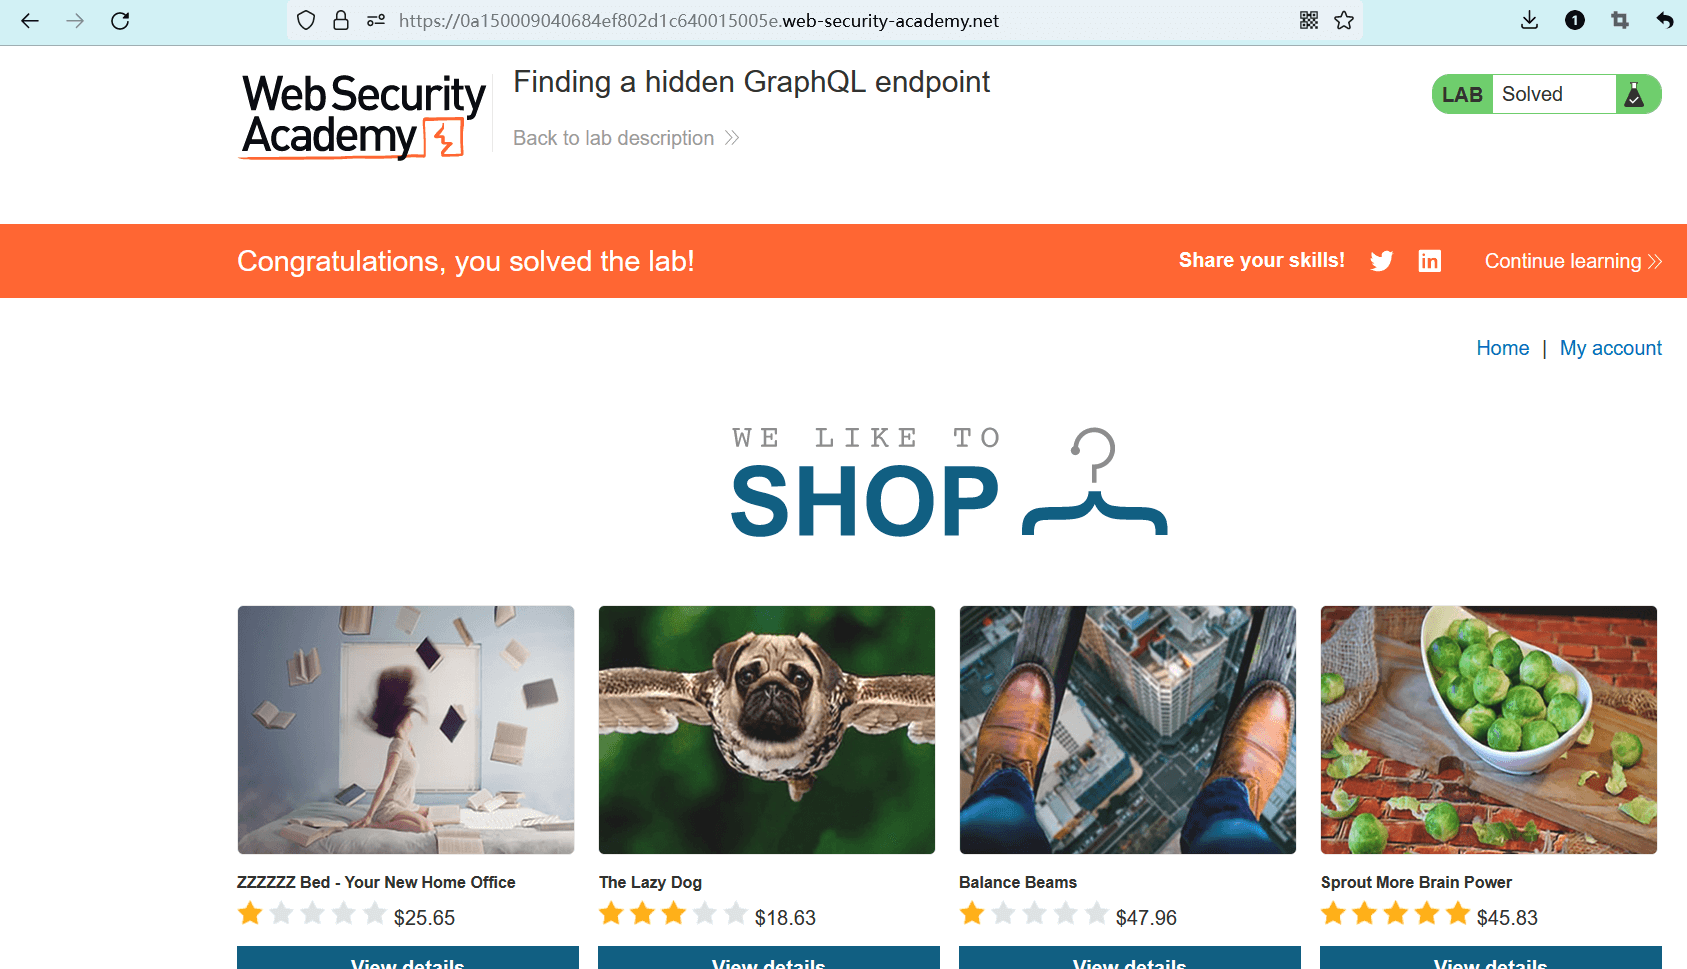 https://0a150009040684ef802d1c640015005e.web-security-academy.net
1
Web Security
Academy
Finding a hidden GraphQL endpoint
Back to lab description
LAB Solved
Congratulations, you solved the lab!
Share your skills!
in
Continue learning
Home | My account
WE LIKE TO
SHOP
ZZZZZZ Bed - Your New Home Office
The Lazy Dog
Balance Beams
Sprout More Brain Power
$25.65
$18.63
$47.96
$45.83
View details
View details
View details
View details